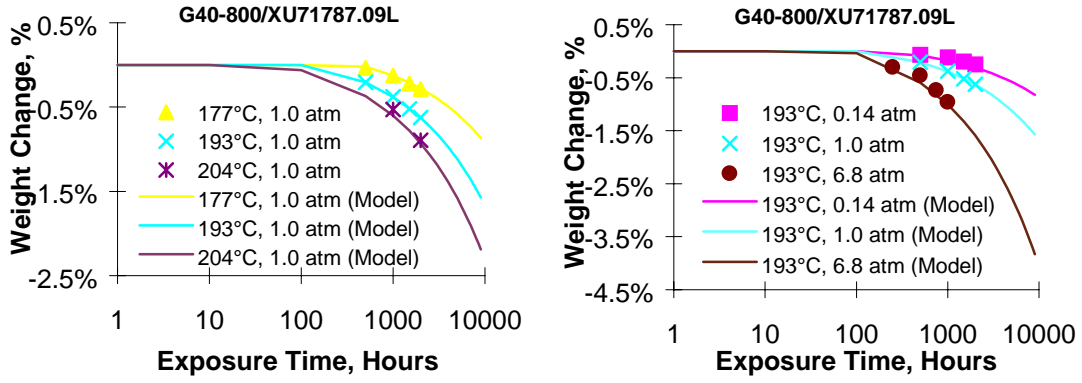 G40-800/XU71787.09L
0.5%
-0.5%
-1.5%
-2.5%
Weight Change, %
177°C, 1.0 atm
193°C, 1.0 atm
204°C, 1.0 atm
177°C, 1.0 atm (Model)
193°C, 1.0 atm (Model)
204°C, 1.0 atm (Model)
1 10 100 1000 10000
Exposure Time, Hours
G40-800/XU71787.09L
0.5%
-0.5%
-1.5%
-2.5%
-3.5%
-4.5%
Weight Change, %
193°C, 0.14 atm
193°C, 1.0 atm
193°C, 6.8 atm
193°C, 0.14 atm (Model)
193°C, 1.0 atm (Model)
193°C, 6.8 atm (Model)
1 10 100 1000 10000
Exposure Time, Hours